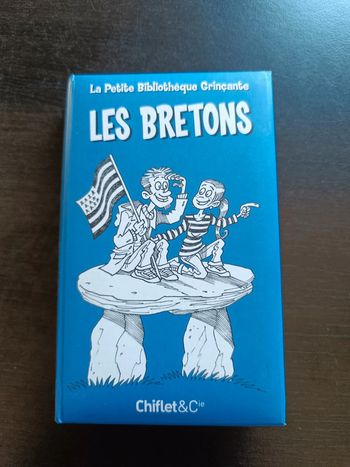 La Petite Bibliothèque Grinçante
LES BRETONS
Chiflet&Cie